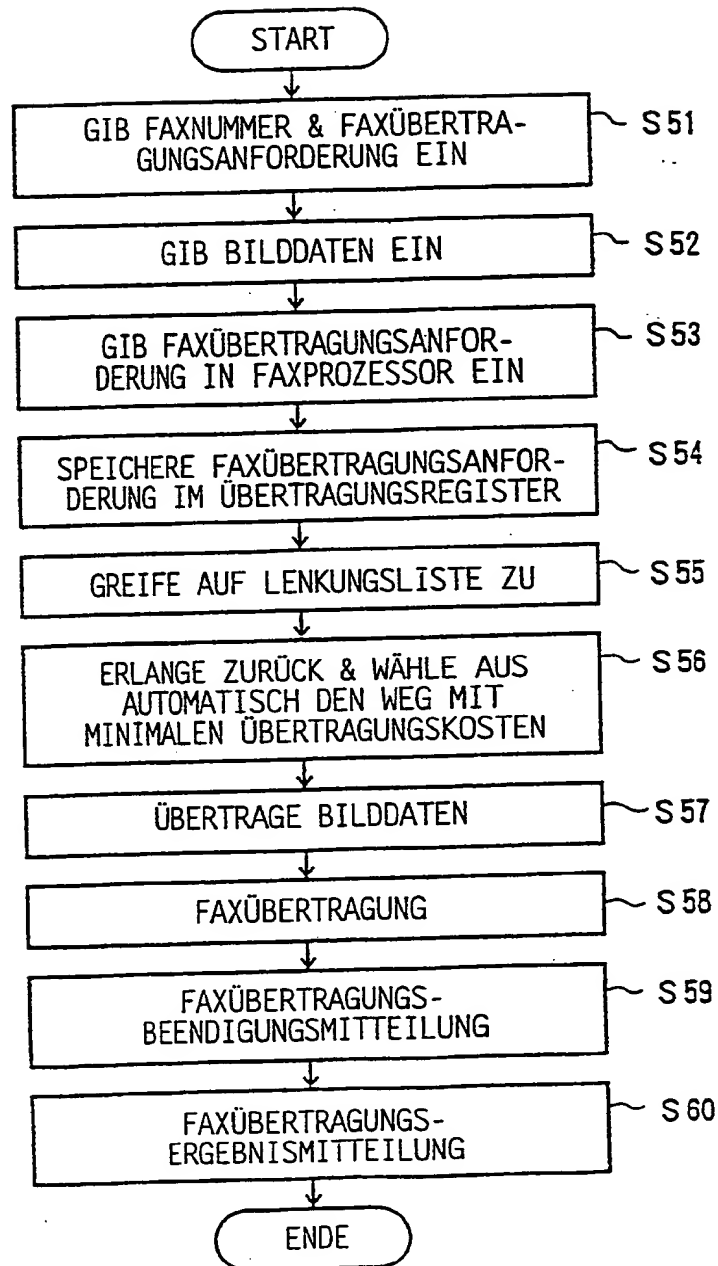 START
GIB FAXNUMMER & FAXÜBERTRA-
GUNGSANFORDERUNG EIN
S51
GIB BILDDATEN EIN
S52
GIB FAXÜBERTRAGUNGSANFOR-
DERUNG IN FAXPROZESSOR EIN
S53
SPEICHERE FAXÜBERTRAGUNGSANFOR-
DERUNG IM ÜBERTRAGUNGSREGISTER
S54
GREIFE AUF LENKUNGSLISTE ZU
S55
ERLANGE ZURÜCK & WÄHLE AUS
AUTOMATISCH DEN WEG MIT
MINIMALEN ÜBERTRAGUNGSKOSTEN
S56
ÜBERTRAGE BILDDATEN
S57
FAXÜBERTRAGUNG
S58
FAXÜBERTRAGUNGS-
BEENDIGUNGSMITTEILUNG
S59
FAXÜBERTRAGUNGS-
ERGEBNISMITTEILUNG
S60
ENDE